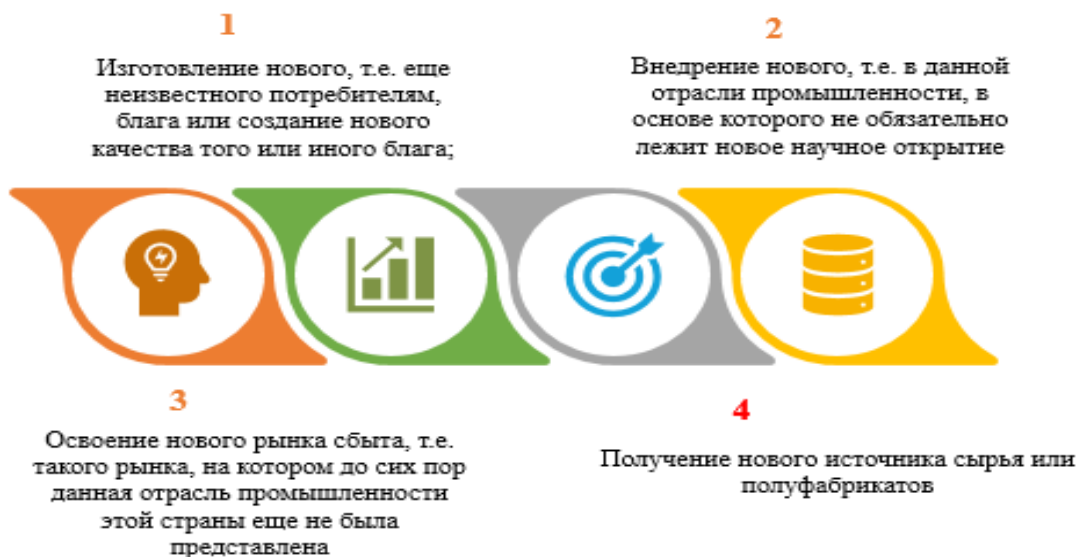 1
Изготовление нового, т.е. еще
неизвестного потребителям,
блага или создание нового
качества того или иного блага;
2
Внедрение нового, т.е. в данной
отрасли промышленности, в
основе которого не обязательно
лежит новое научное открытие
3
Освоение нового рынка сбыта, т.е.
такого рынка, на котором до сих пор
данная отрасль промышленности
этой страны еще не была
представлена
4
Получение нового источника сырья или
полуфабрикатов